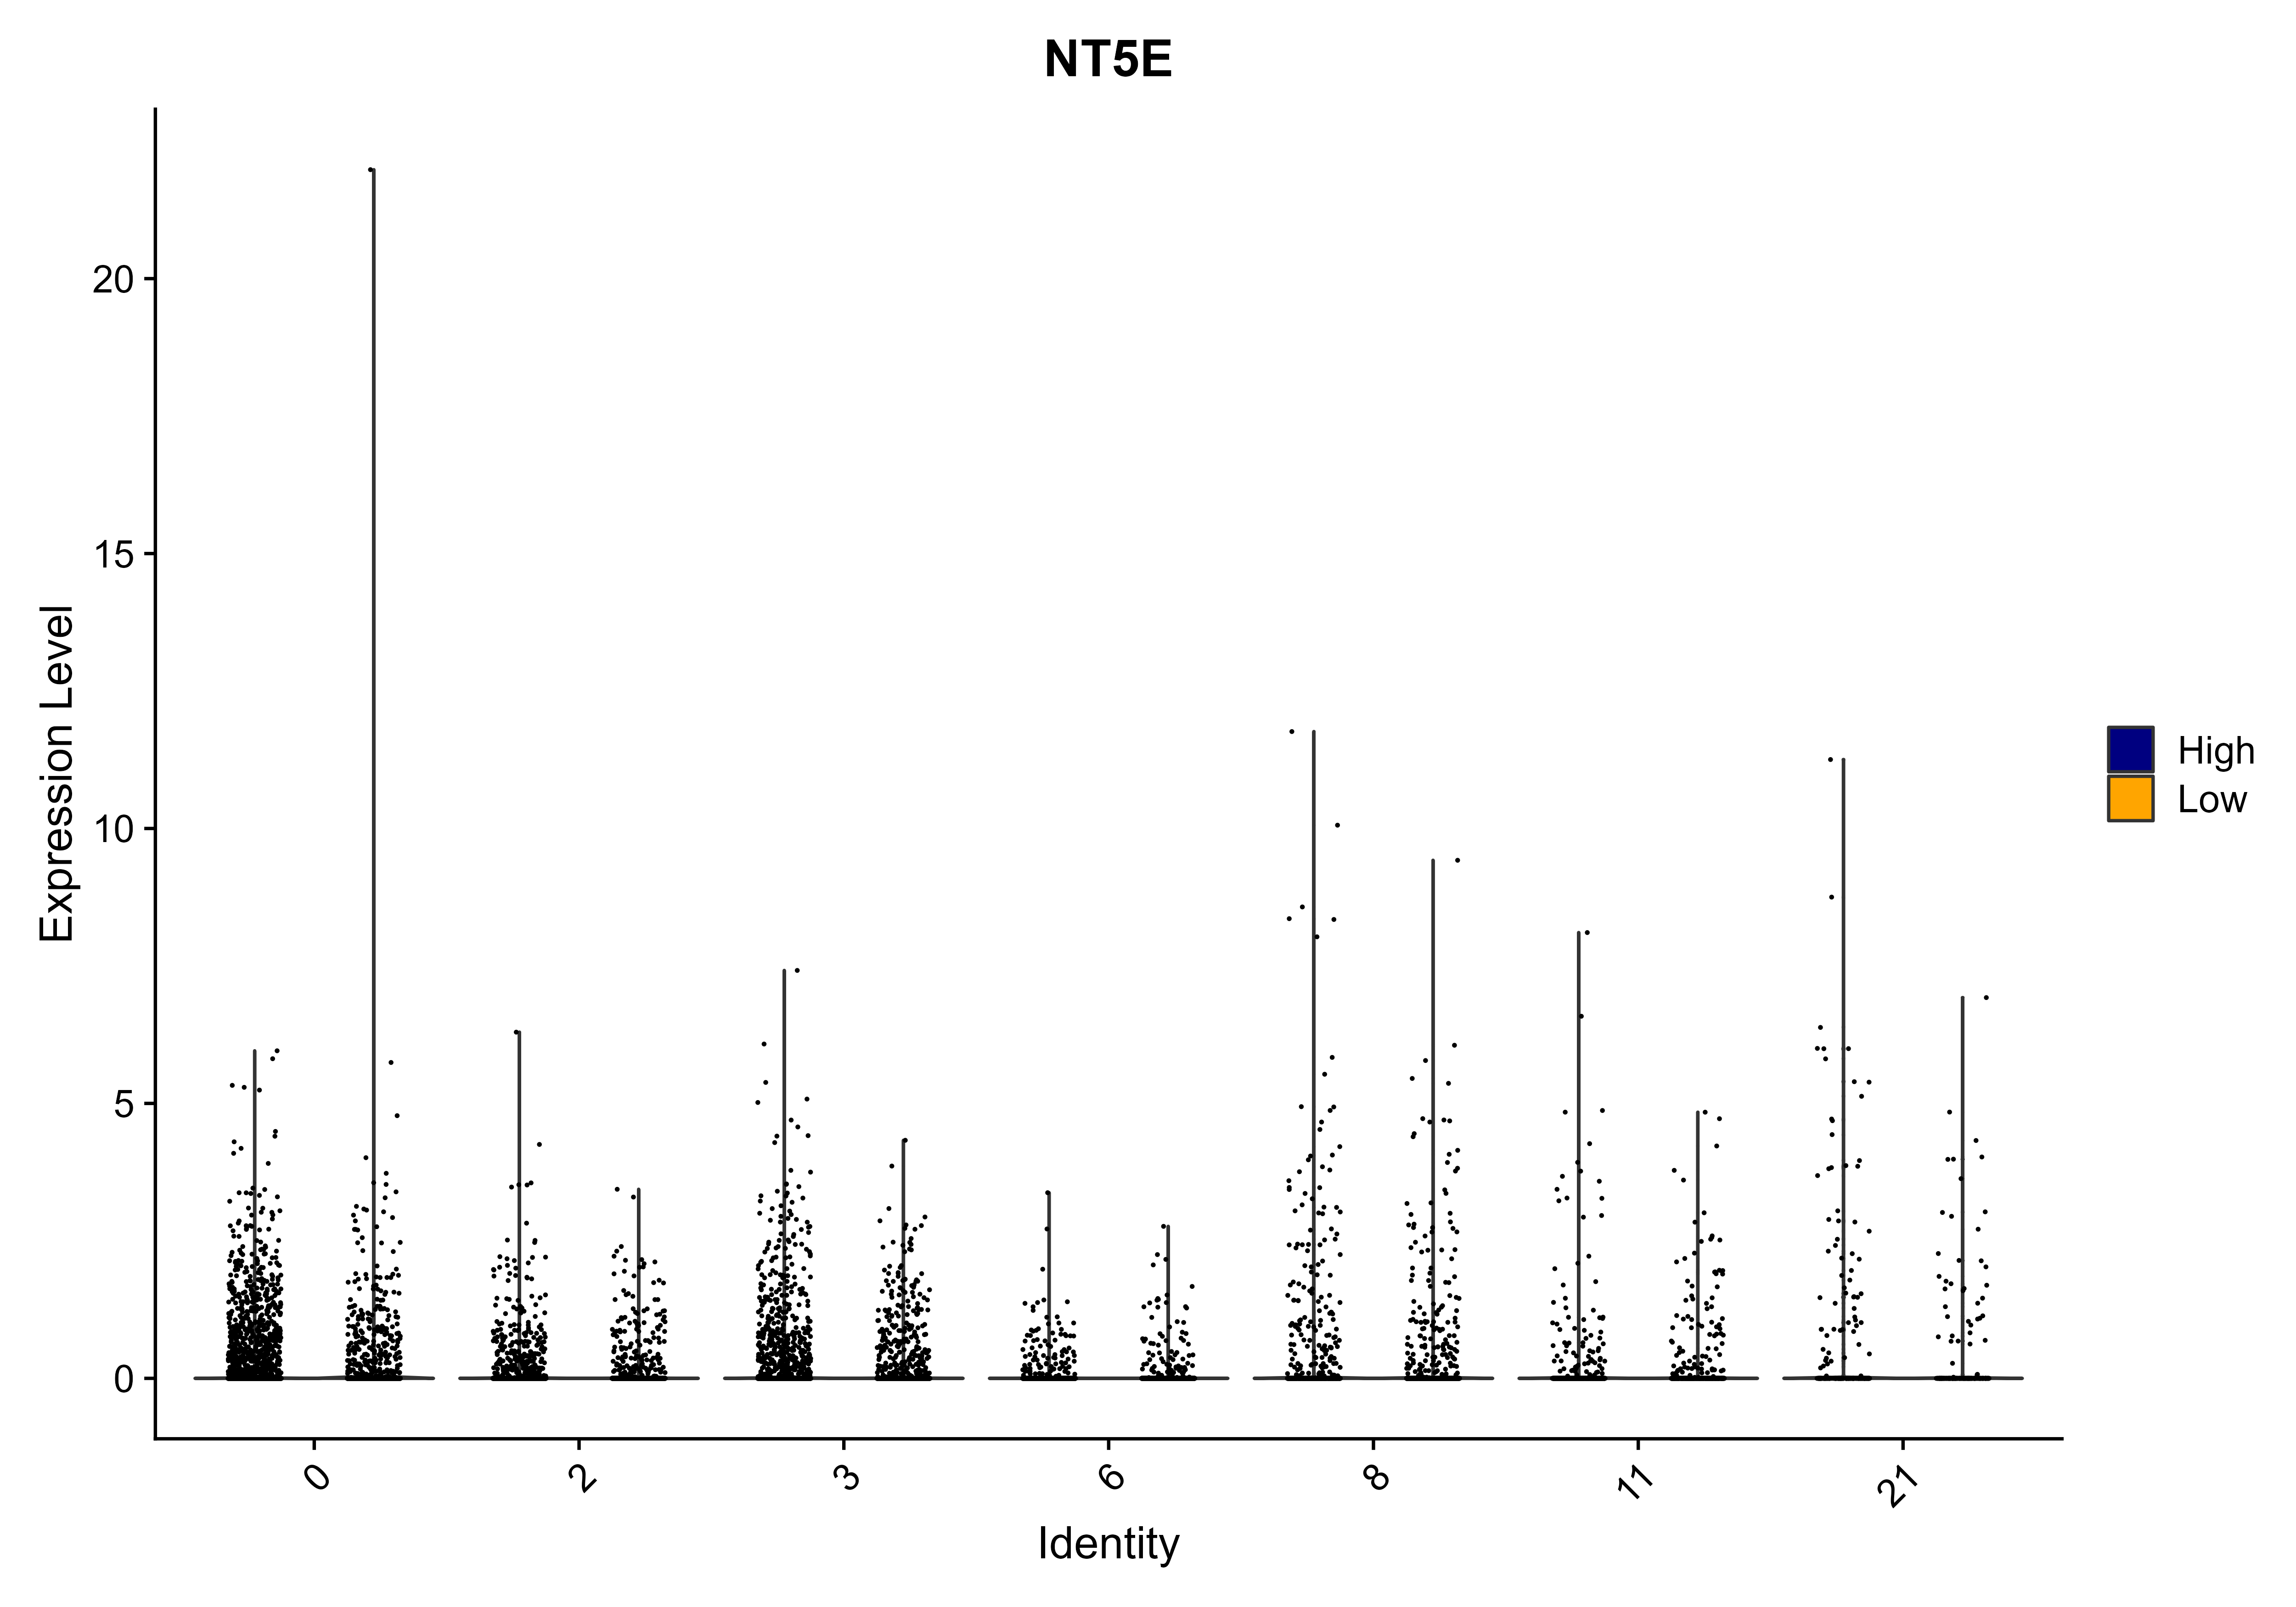 NT5E
Expression Level
20
15
10
5
0
0 2 3 6 8 11 21
Identity
High
Low